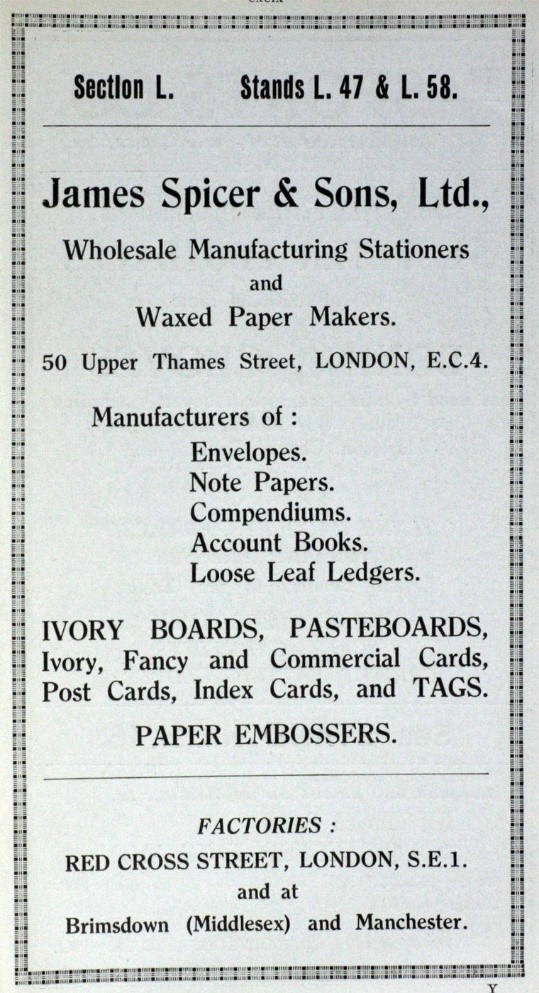 Section L. Stands L. 47 & L. 58.
James Spicer & Sons, Ltd.,
Wholesale Manufacturing Stationers
and
Waxed Paper Makers.
50 Upper Thames Street, LONDON, E.C.4.
Manufacturers of :
Envelopes.
Note Papers.
Compendiums.
Account Books.
Loose Leaf Ledgers.
IVORY BOARDS, PASTEBOARDS,
Ivory, Fancy and Commercial Cards,
Post Cards, Index Cards, and TAGS.
PAPER EMBOSSERS.
FACTORIES :
RED CROSS STREET, LONDON, S.E.1.
and at
Brimsdown (Middlesex) and Manchester.
Y